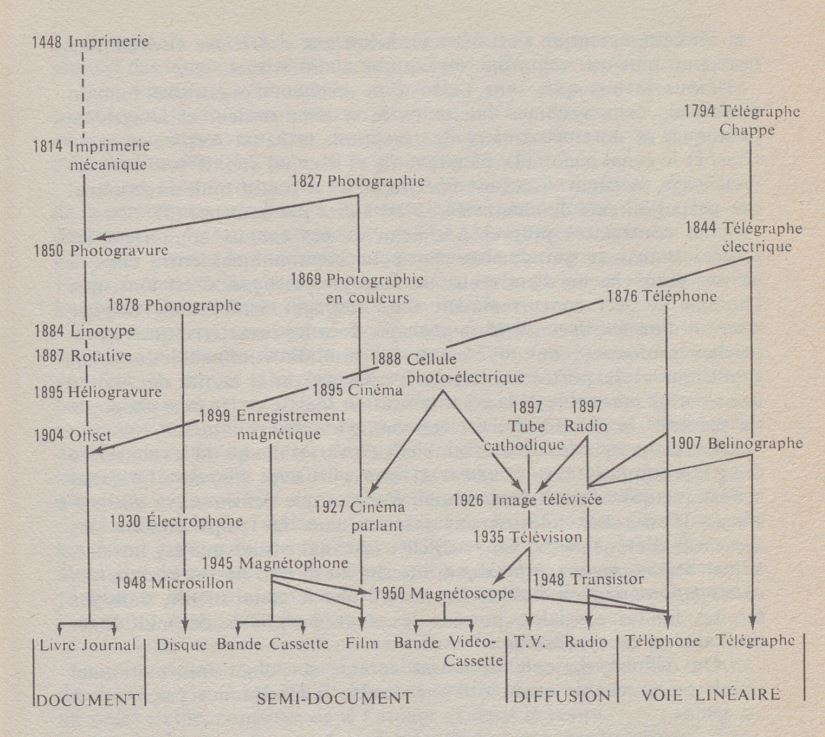 1448 Imprimerie
1794 Télégraphe
Chappe
1814 Imprimerie
mécanique
1827 Photographie
1844 Télégraphe
électrique
1850 Photogravure
1869 Photographie
en couleurs
1876 Téléphone
1878 Phonographe
1884 Linotype
1887 Rotative
1888 Cellule
photo-électrique
1895 Héliogravure
1895 Cinéma
1899 Enregistrement
magnétique
1897
Tube
cathodique
1897
Radio
1904 Offset
1907 Belinographe
1927 Cinéma
parlant
1926 Image télévisée
1930 Électrophone
1935 Télévision
1945 Magnétophone
1948 Microsillon
1950 Magnétoscope
1948 Transistor
Livre Journal Disque Bande Cassette Film Bande Video-
Cassette
T.V. Radio Téléphone Télégraphe
DOCUMENT SEMI-DOCUMENT DIFFUSION VOIE LINÉAIRE